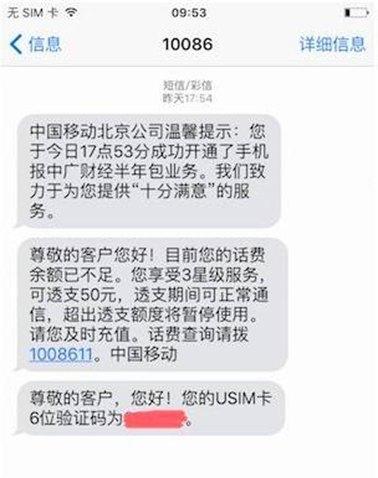 无 SIM 卡 09:53
信息 10086 详细信息
短信/彩信
昨天17:54
中国移动北京公司温馨提示：您
于今日17点53分成功开通了手机
报中广财经半年包业务。我们致
力于为您提供“十分满意”的服
务。
尊敬的客户您好！目前您的话费
余额已不足。您享受3星级服务，
可透支50元，透支期间可正常通
信，超出透支额度将暂停使用。
请您及时充值。话费查询请拨
1008611。中国移动
尊敬的客户，您好！您的USIM卡
6位验证码为。